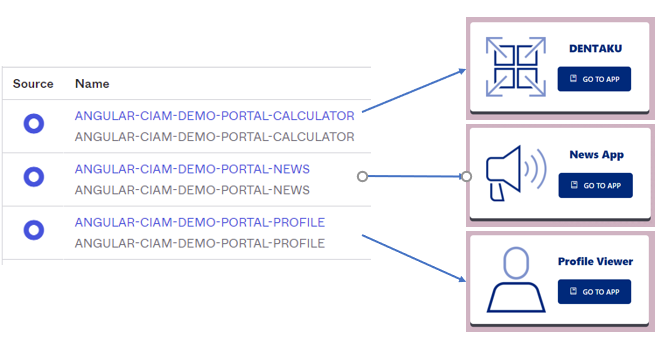 Source Name
ANGULAR-CIAM-DEMO-PORTAL-CALCULATOR
ANGULAR-CIAM-DEMO-PORTAL-CALCULATOR
ANGULAR-CIAM-DEMO-PORTAL-NEWS
ANGULAR-CIAM-DEMO-PORTAL-NEWS
ANGULAR-CIAM-DEMO-PORTAL-PROFILE
ANGULAR-CIAM-DEMO-PORTAL-PROFILE
DENTAKU
GO TO APP
News App
GO TO APP
Profile Viewer
GO TO APP